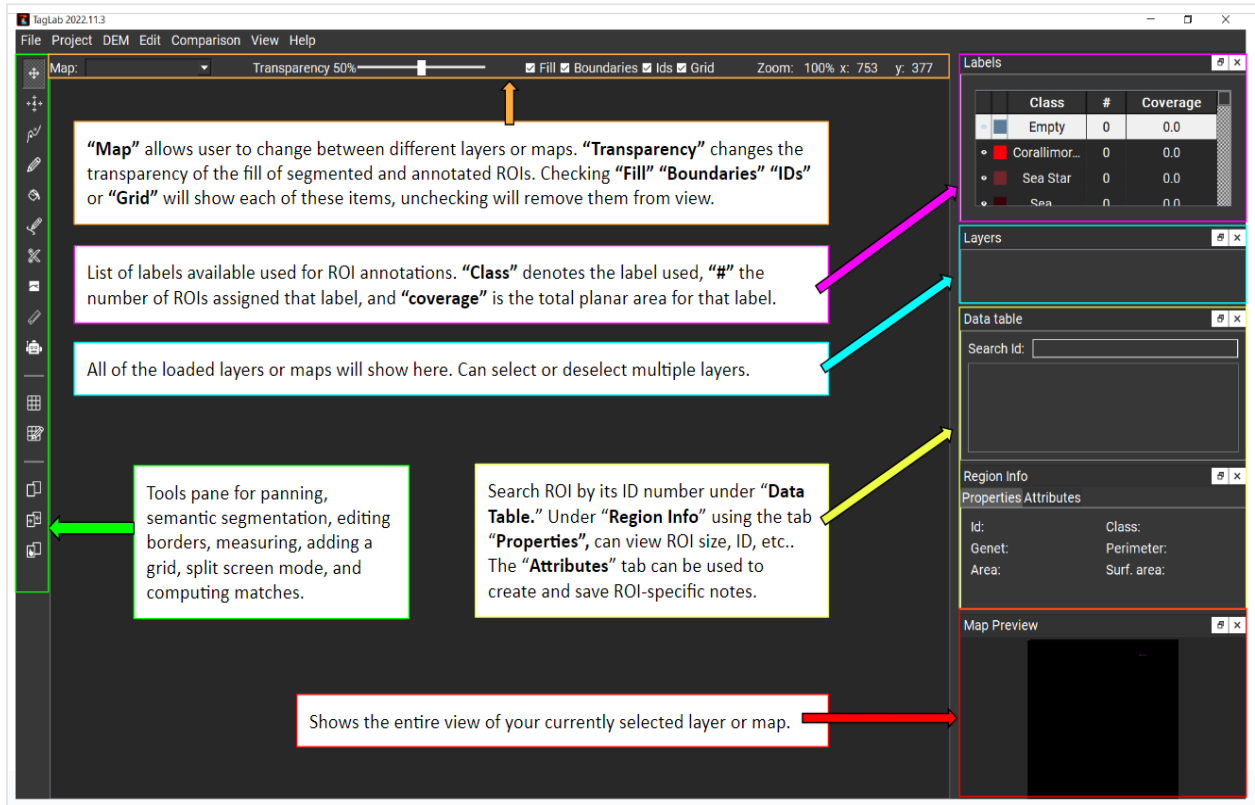 TagLab 2022.11.3
File Project DEM Edit Comparison View Help
Map: Transparency 50% Fill Boundaries Ids Grid Zoom: 100% x: 753 y: 377
“Map” allows user to change between different layers or maps. “Transparency” changes the
transparency of the fill of segmented and annotated ROIs. Checking “Fill” “Boundaries” “IDs”
or “Grid” will show each of these items, unchecking will remove them from view.
List of labels available used for ROI annotations. “Class” denotes the label used, “#” the
number of ROIs assigned that label, and “coverage” is the total planar area for that label.
All of the loaded layers or maps will show here. Can select or deselect multiple layers.
Tools pane for panning,
semantic segmentation, editing
borders, measuring, adding a
grid, split screen mode, and
computing matches.
Search ROI by its ID number under “Data
Table.” Under “Region Info” using the tab
“Properties”, can view ROI size, ID, etc..
The “Attributes” tab can be used to
create and save ROI-specific notes.
Shows the entire view of your currently selected layer or map.
Labels
Class # Coverage
Empty 0 0.0
Corallimor... 0 0.0
Sea Star 0 0.0
Sea 0 0.0
Layers
Data table
Search Id:
Region Info
Properties Attributes
Id: Class:
Genet: Perimeter:
Area: Surf. area:
Map Preview